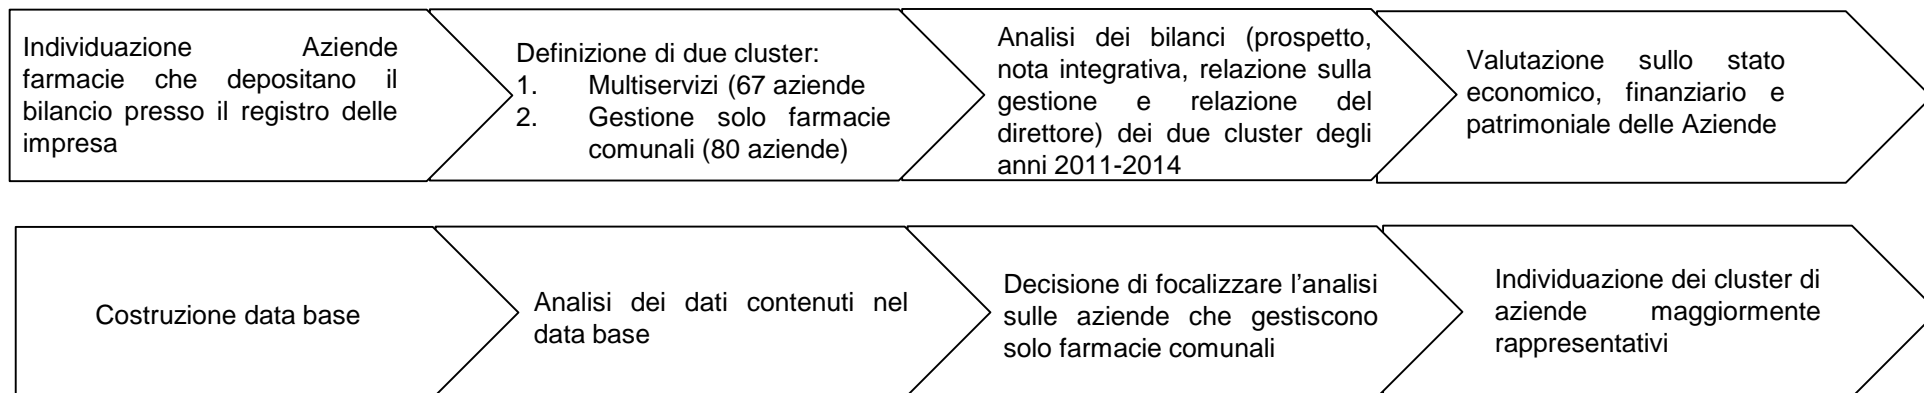 Individuazione Aziende
farmacie che depositano il
bilancio presso il registro delle
impresa
Definizione di due cluster:
1. Multiservizi (67 aziende
2. Gestione solo farmacie
comunali (80 aziende)
Analisi dei bilanci (prospetto,
nota integrativa, relazione sulla
gestione e relazione del
direttore) dei due cluster degli
anni 2011-2014
Valutazione sullo stato
economico, finanziario e
patrimoniale delle Aziende
Costruzione data base
Analisi dei dati contenuti nel
data base
Decisione di focalizzare l’analisi
sulle aziende che gestiscono
solo farmacie comunali
Individuazione dei cluster di
aziende maggiormente
rappresentativi